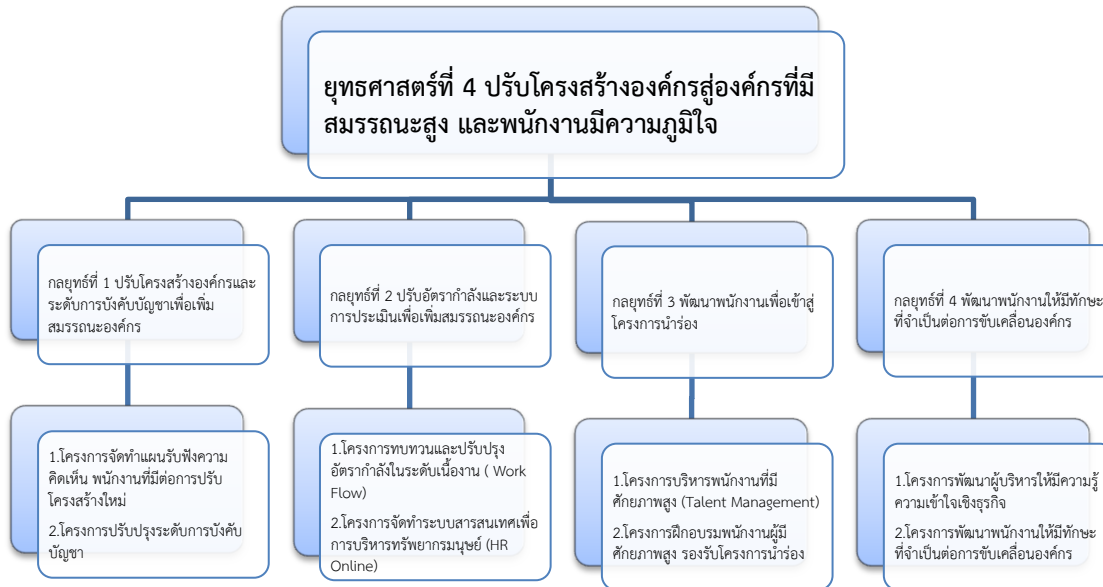 ยุทธศาสตร์ที่ 4 ปรับโครงสร้างองค์กรสู่องค์กรที่มี
สมรรถนะสูง และพนักงานมีความภูมิใจ
กลยุทธ์ที่ 1 ปรับโครงสร้างองค์กรและ
ระดับการบังคับบัญชาเพื่อเพิ่ม
สมรรถนะองค์กร
กลยุทธ์ที่ 2 ปรับอัตรากำลังและระบบ
การประเมินเพื่อเพิ่มสมรรถนะองค์กร
กลยุทธ์ที่ 3 พัฒนาพนักงานเพื่อเข้าสู่
โครงการนำร่อง
กลยุทธ์ที่ 4 พัฒนาพนักงานให้มีทักษะ
ที่จำเป็นต่อการขับเคลื่อนองค์กร
1.โครงการจัดทำแผนรับฟังความ
คิดเห็น พนักงานที่มีต่อการปรับ
โครงสร้างใหม่
2.โครงการปรับปรุงระดับการบังคับ
บัญชา
1.โครงการทบทวนและปรับปรุง
อัตรากำลังในระดับเนื้องาน ( Work
Flow)
2.โครงการจัดทำระบบสารสนเทศเพื่อ
การบริหารทรัพยากรมนุษย์ (HR
Online)
1.โครงการบริหารพนักงานที่มี
ศักยภาพสูง (Talent Management)
2.โครงการฝึกอบรมพนักงานผู้มี
ศักยภาพสูง รองรับโครงการนำร่อง
1.โครงการพัฒนาผู้บริหารให้มีความรู้
ความเข้าใจเชิงธุรกิจ
2.โครงการพัฒนาพนักงานให้มีทักษะ
ที่จำเป็นต่อการขับเคลื่อนองค์กร